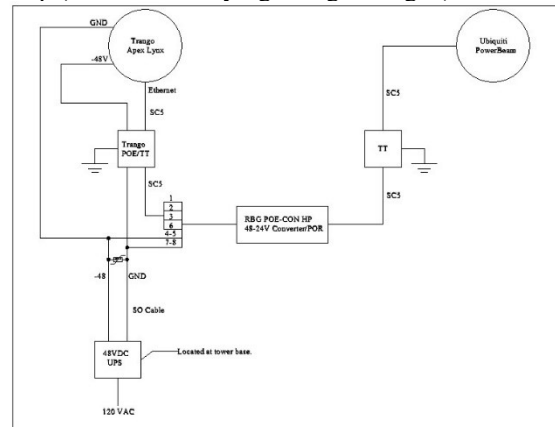 GND
Trango
Apex Lynx
Ubiquiti
PowerBeam
-48V
Ethernet
SC5
SC5
Trango
POE/TT
TT
SC5
SC5
1
2
3
6
4-5
7-8
RBG POE-CON HP
48-24V Converter/POR
-48
GND
SO Cable
48VDC
UPS
Located at tower base.
120 VAC